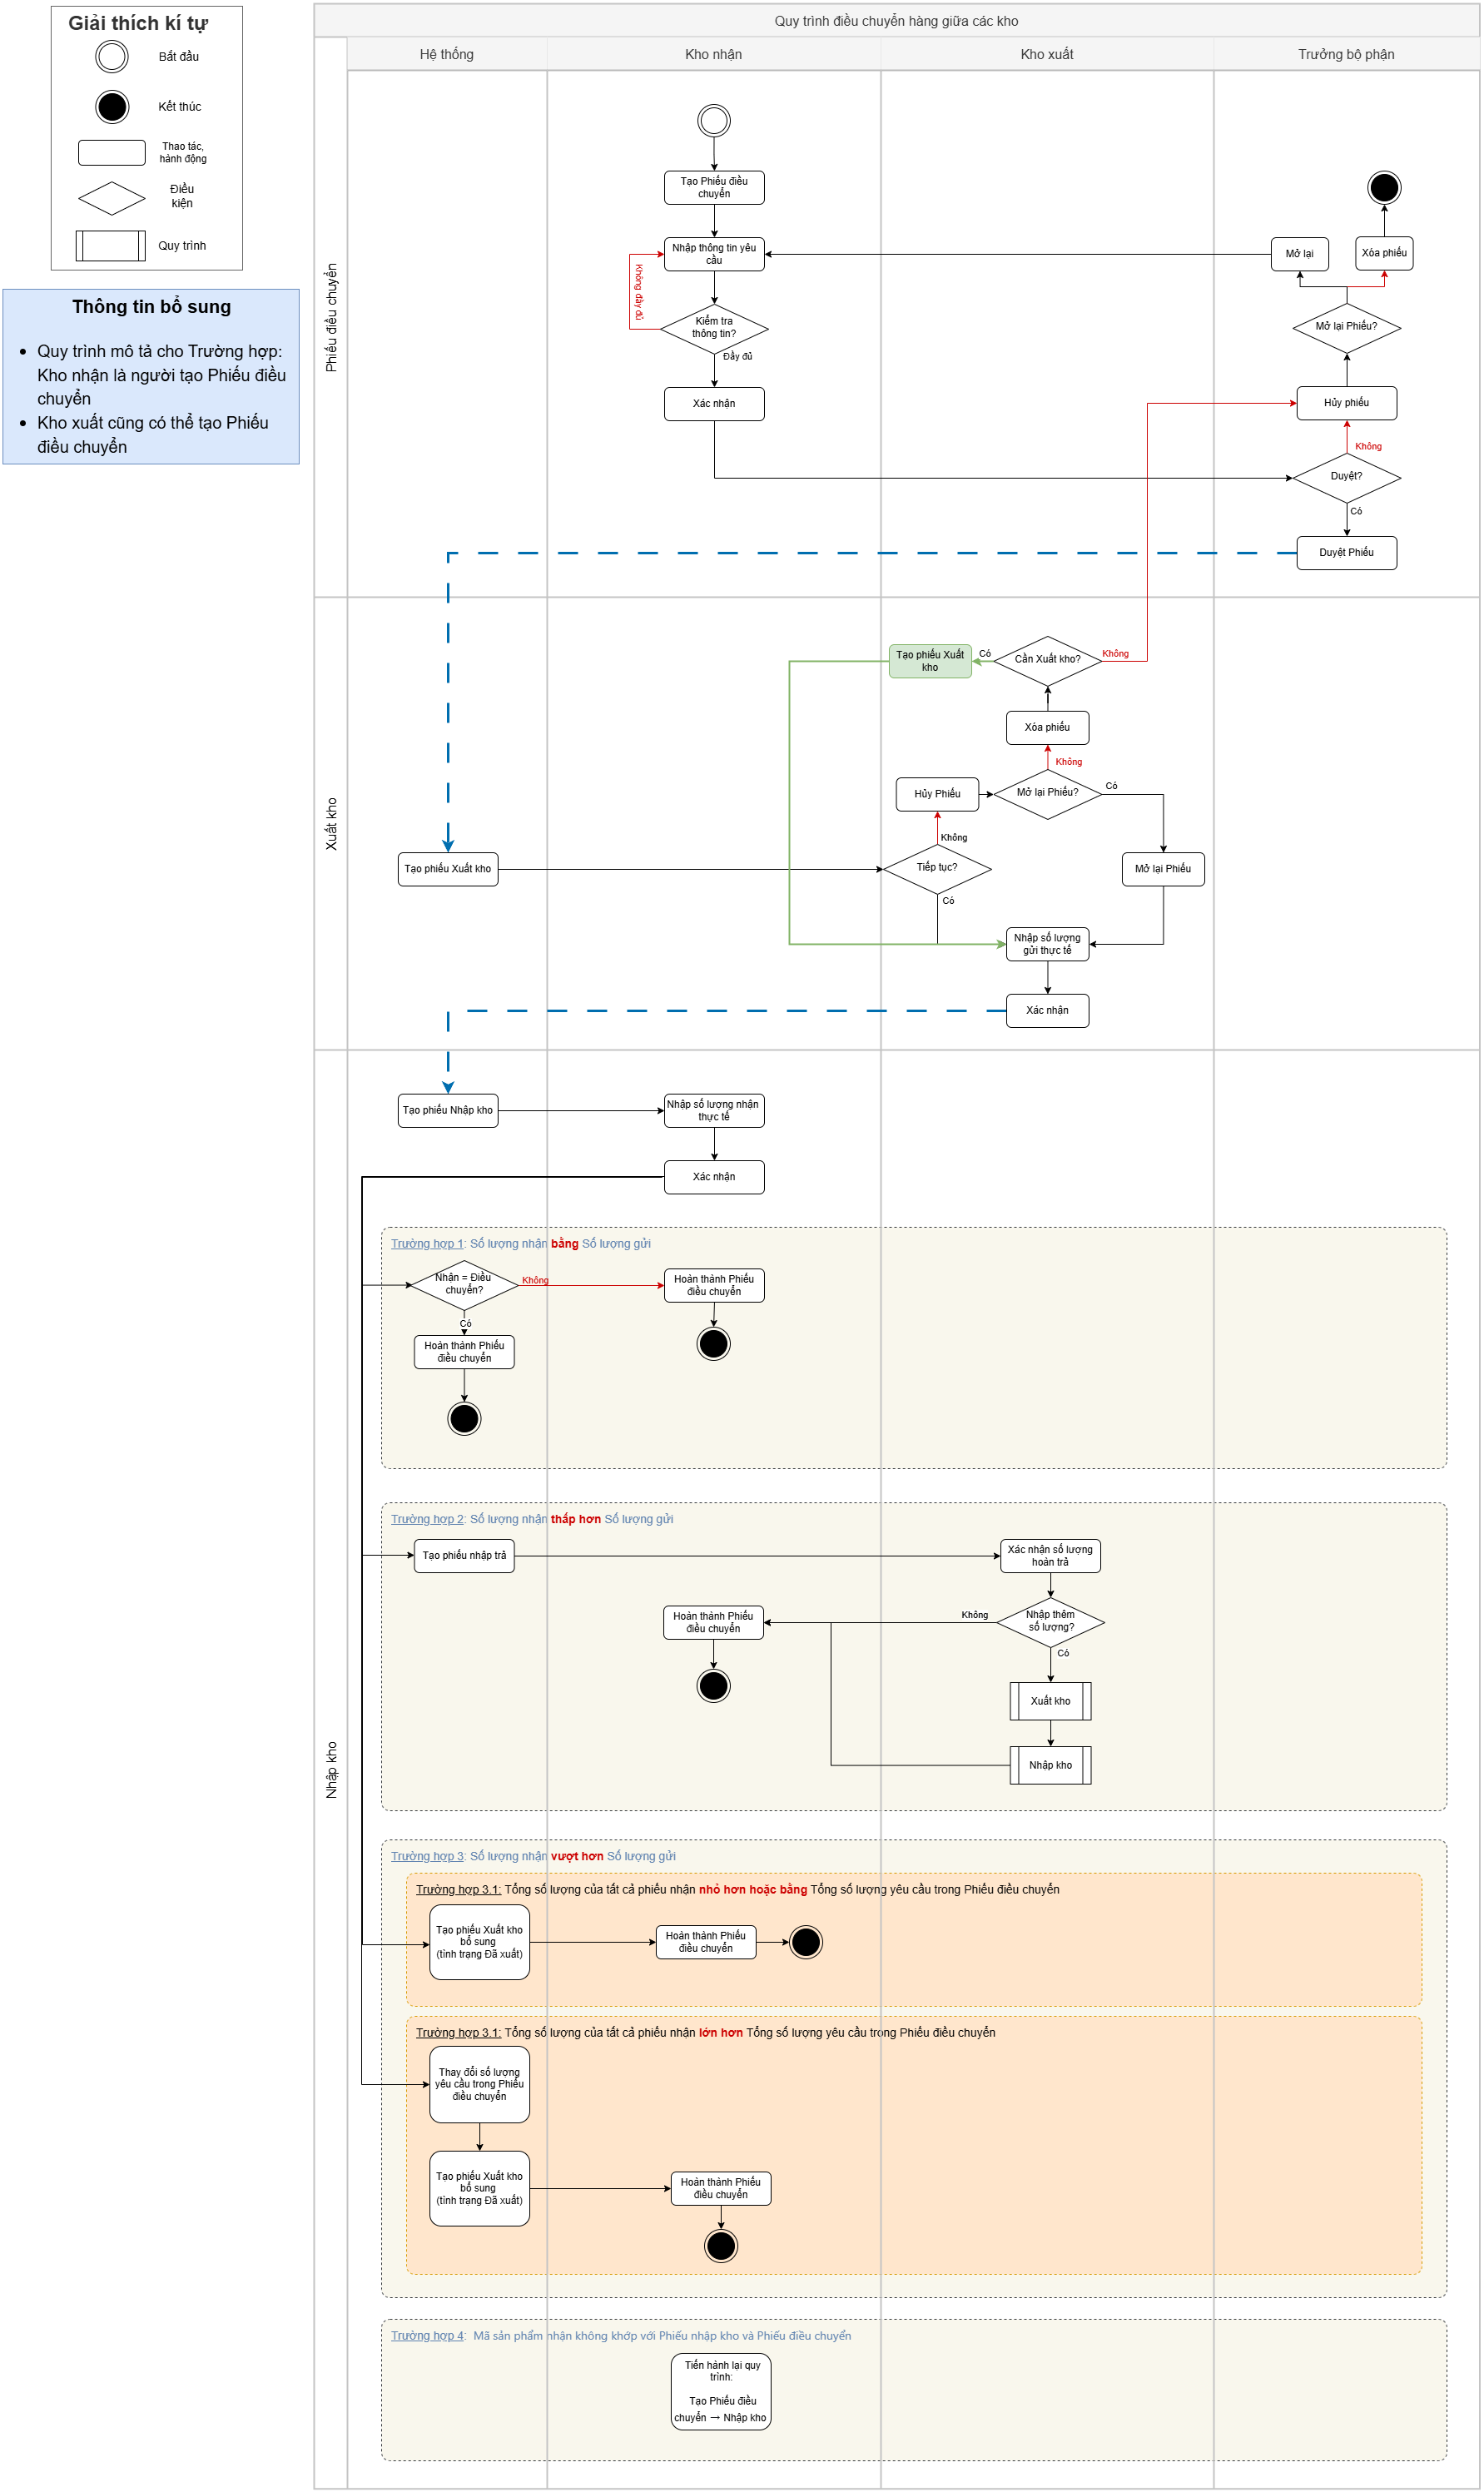 Giải thích kí tự
Bắt đầu
Kết thúc
Thao tác,
hành động
Điều
kiện
Quy trình
Thông tin bổ sung
Quy trình mô tả cho Trường hợp:
Kho nhận là người tạo Phiếu điều
chuyển
Kho xuất cũng có thể tạo Phiếu
điều chuyển
Quy trình điều chuyển hàng giữa các kho
Hệ thống
Kho nhận
Kho xuất
Trưởng bộ phận
Phiếu điều chuyển
Tạo Phiếu điều
chuyển
Nhập thông tin yêu
cầu
Không đầy đủ
Kiểm tra
thông tin?
Đầy đủ
Xác nhận
Mở lại
Xóa phiếu
Mở lại Phiếu?
Hủy phiếu
Không
Duyệt?
Có
Duyệt Phiếu
Xuất kho
Tạo phiếu Xuất
kho
Có
Cần Xuất kho?
Không
Xóa phiếu
Không
Hủy Phiếu
Mở lại Phiếu?
Có
Không
Tạo phiếu Xuất kho
Tiếp tục?
Mở lại Phiếu
Có
Nhập số lượng
gửi thực tế
Xác nhận
Nhập kho
Tạo phiếu Nhập kho
Nhập số lượng nhận
thực tế
Xác nhận
Trường hợp 1: Số lượng nhận bằng Số lượng gửi
Nhận = Điều
chuyển?
Không
Hoàn thành Phiếu
điều chuyển
Có
Hoàn thành Phiếu
điều chuyển
Trường hợp 2: Số lượng nhận thấp hơn Số lượng gửi
Tạo phiếu nhập trả
Xác nhận số lượng
hoàn trả
Hoàn thành Phiếu
điều chuyển
Không
Nhập thêm
số lượng?
Có
Xuất kho
Nhập kho
Trường hợp 3: Số lượng nhận vượt hơn Số lượng gửi
Trường hợp 3.1: Tổng số lượng của tất cả phiếu nhận nhỏ hơn hoặc bằng Tổng số lượng yêu cầu trong Phiếu điều chuyển
Tạo phiếu Xuất kho
bổ sung
(tình trạng Đã xuất)
Hoàn thành Phiếu
điều chuyển
Trường hợp 3.1: Tổng số lượng của tất cả phiếu nhận lớn hơn Tổng số lượng yêu cầu trong Phiếu điều chuyển
Thay đổi số lượng
yêu cầu trong Phiếu
điều chuyển
Tạo phiếu Xuất kho
bổ sung
(tình trạng Đã xuất)
Hoàn thành Phiếu
điều chuyển
Trường hợp 4: Mã sản phẩm nhận không khớp với Phiếu nhập kho và Phiếu điều chuyển
Tiến hành lại quy
trình:
Tạo Phiếu điều
chuyển → Nhập kho